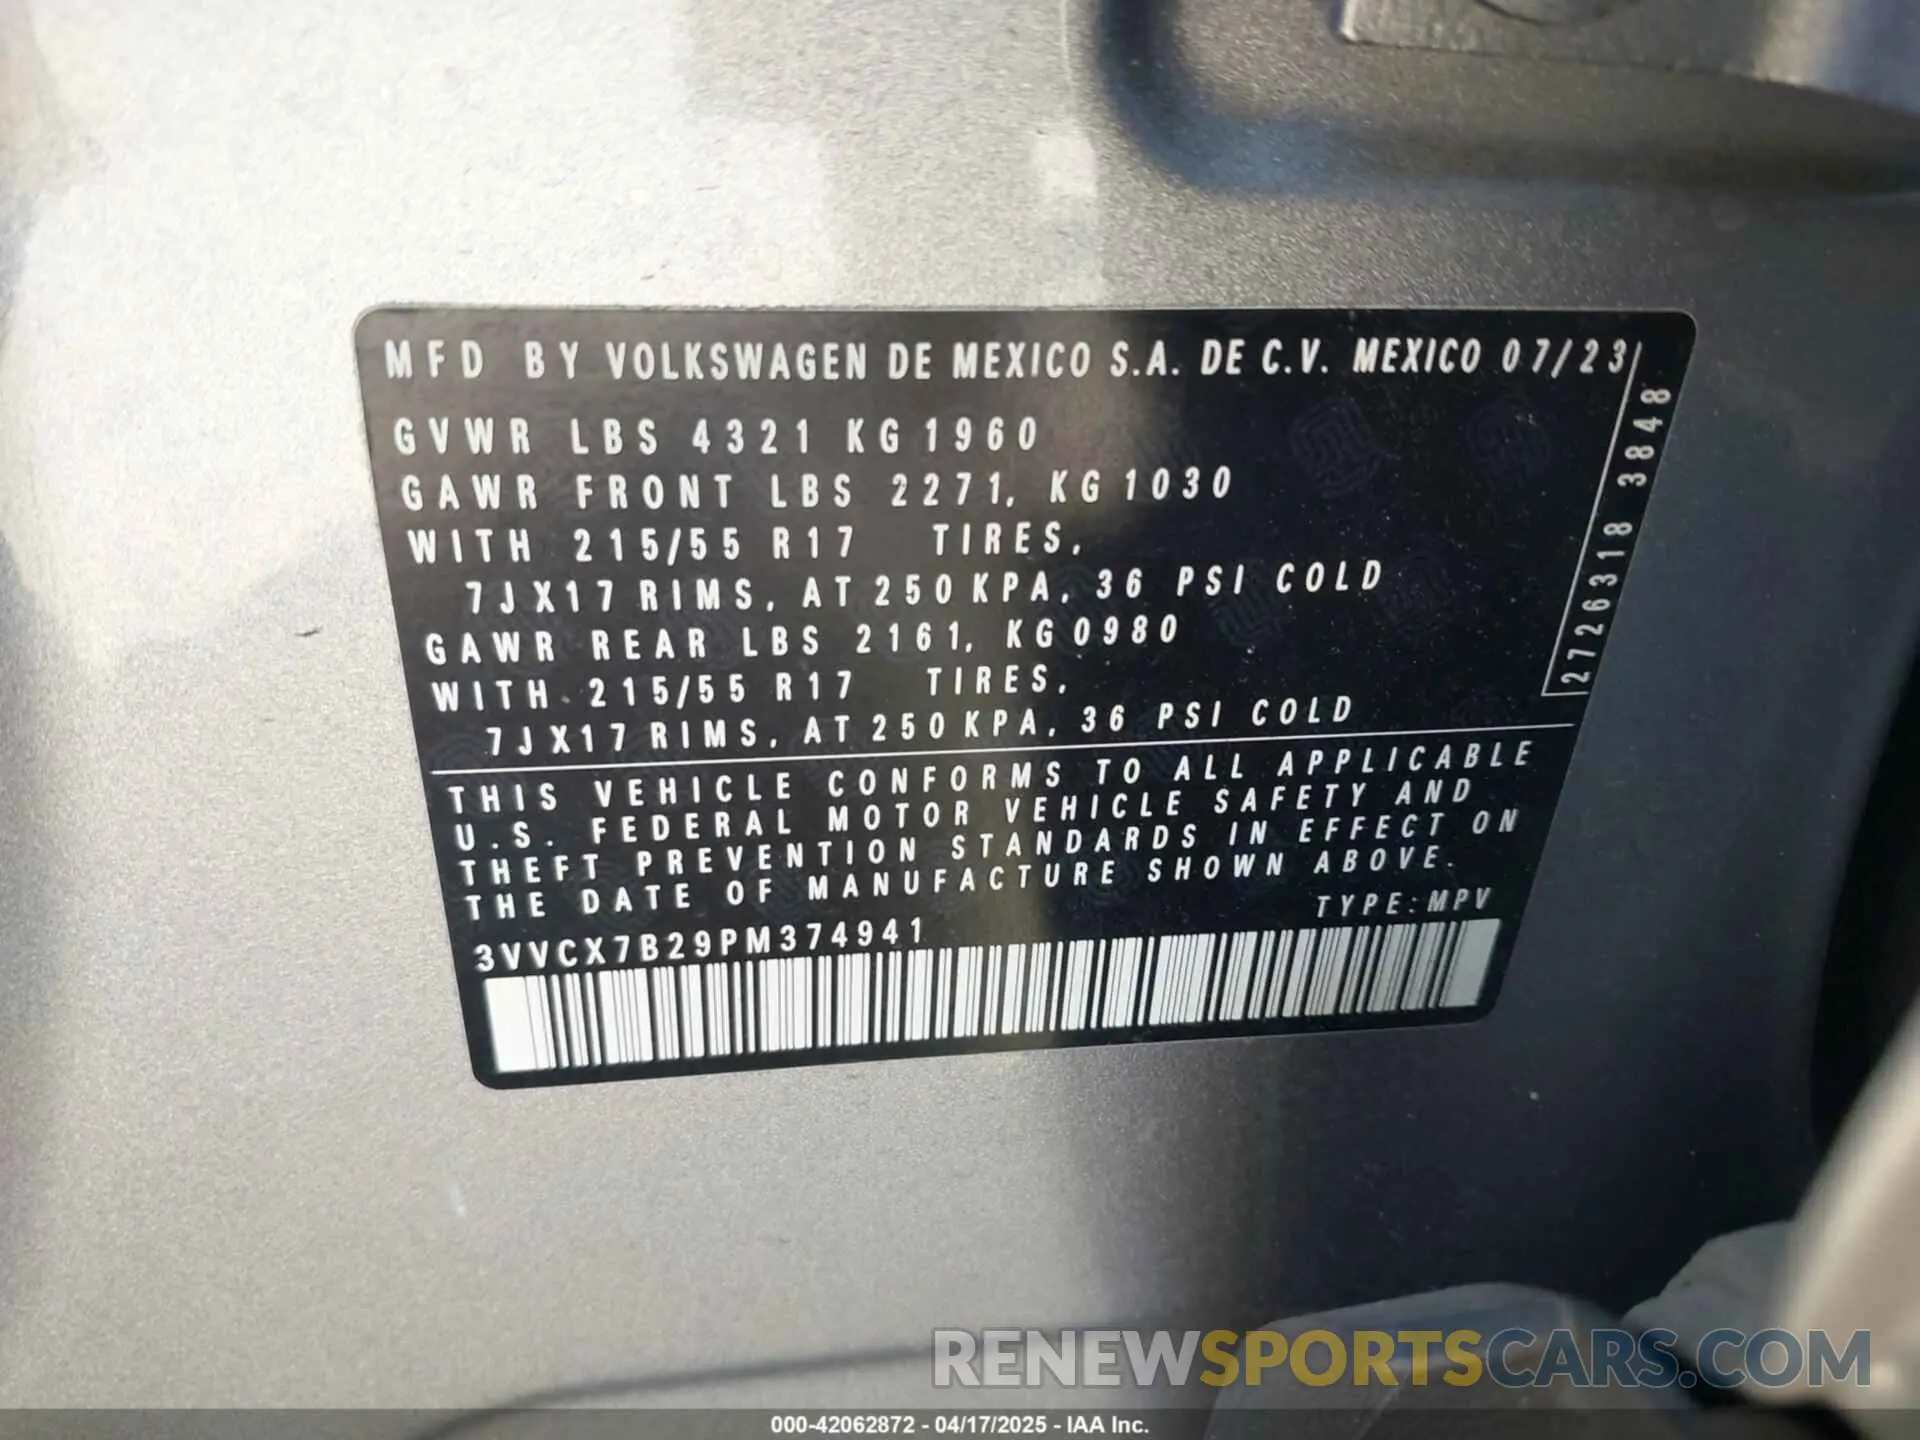 MFD BY VOLKSWAGEN DE MEXICO S.A. DE C.V. MEXICO 07/23
GVWR LBS 4321 KG 1960
GAWR FRONT LBS 2271, KG 1030
WITH 215/55 R17 TIRES,
7JX17 RIMS, AT 250 KPA, 36 PSI COLD
GAWR REAR LBS 2161, KG 0980
WITH 215/55 R17 TIRES,
7JX17 RIMS, AT 250 KPA, 36 PSI COLD
2726318 3848
THIS VEHICLE CONFORMS TO ALL APPLICABLE
U.S. FEDERAL MOTOR VEHICLE SAFETY AND
THEFT PREVENTION STANDARDS IN EFFECT ON
THE DATE OF MANUFACTURE SHOWN ABOVE.
3VVCX7B29PM374941 TYPE: MPV
RENEWSPORTSCARS.COM
000-42062872 - 04/17/2025 - IAA Inc.